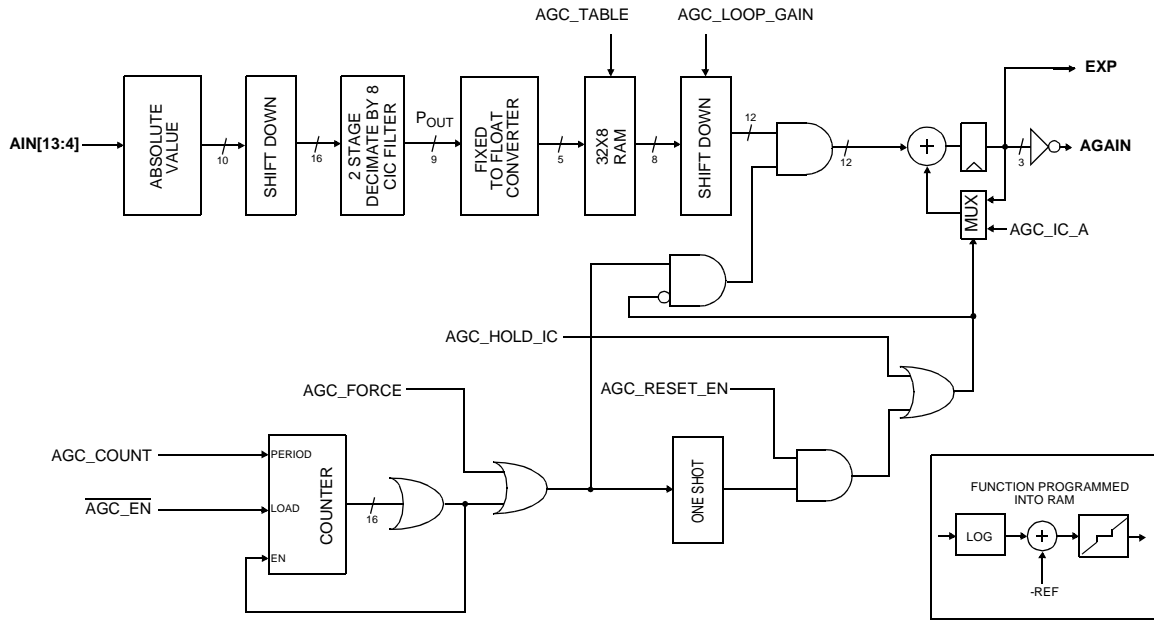 AGC_TABLE
AGC_LOOP_GAIN
EXP
AIN[13:4]
ABSOLUTE
VALUE
10
SHIFT DOWN
16
2 STAGE
DECIMATE BY 8
CIC FILTER
POUT
9
FIXED
TO FLOAT
CONVERTER
5
32X8
RAM
8
SHIFT DOWN
12
12
+
3
AGAIN
MUX
AGC_IC_A
AGC_HOLD_IC
AGC_FORCE
AGC_RESET_EN
AGC_COUNT
PERIOD
AGC_EN
LOAD
COUNTER
EN
16
ONE SHOT
FUNCTION PROGRAMMED
INTO RAM
LOG
+
-REF